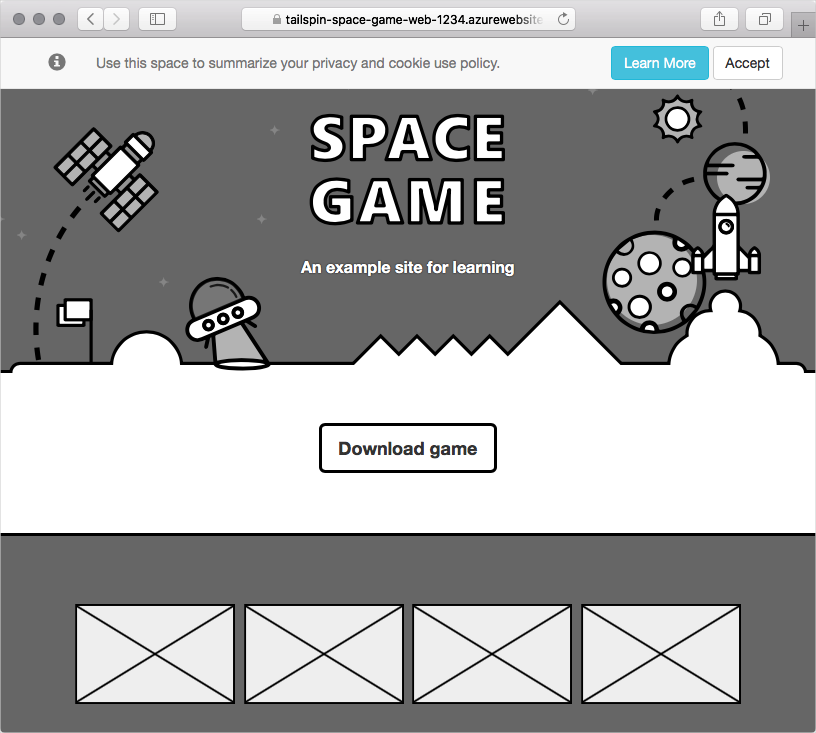 tailspin-space-game-web-1234.azurewebsite
Use this space to summarize your privacy and cookie use policy.
Learn More
Accept
SPACE
GAME
An example site for learning
Download game